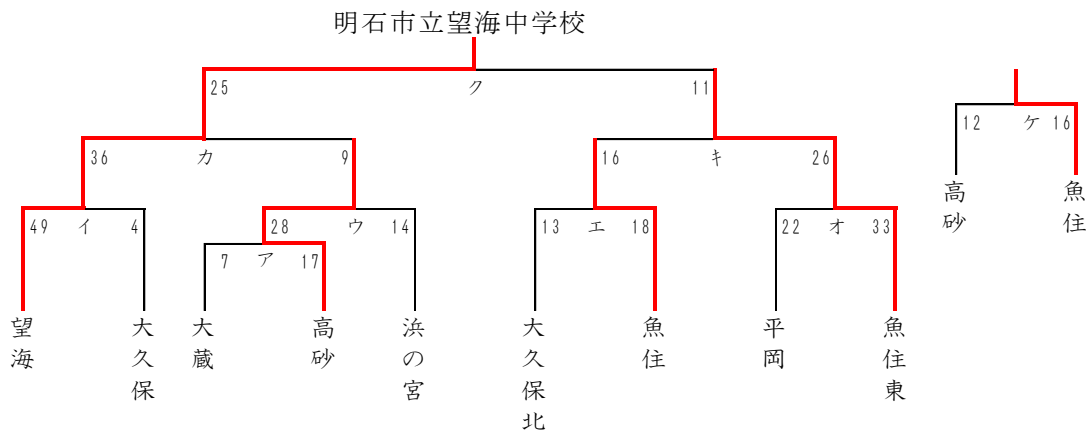 明石市立望海中学校
25 ク 11
12 ケ 16
36 カ 9
16 キ 26
高砂
魚住
49 イ 4
28 ウ 14
13 エ 18
22 オ 33
7 ア 17
望海
大久保
大蔵
高砂
浜の宮
大久保北
魚住
平岡
魚住東